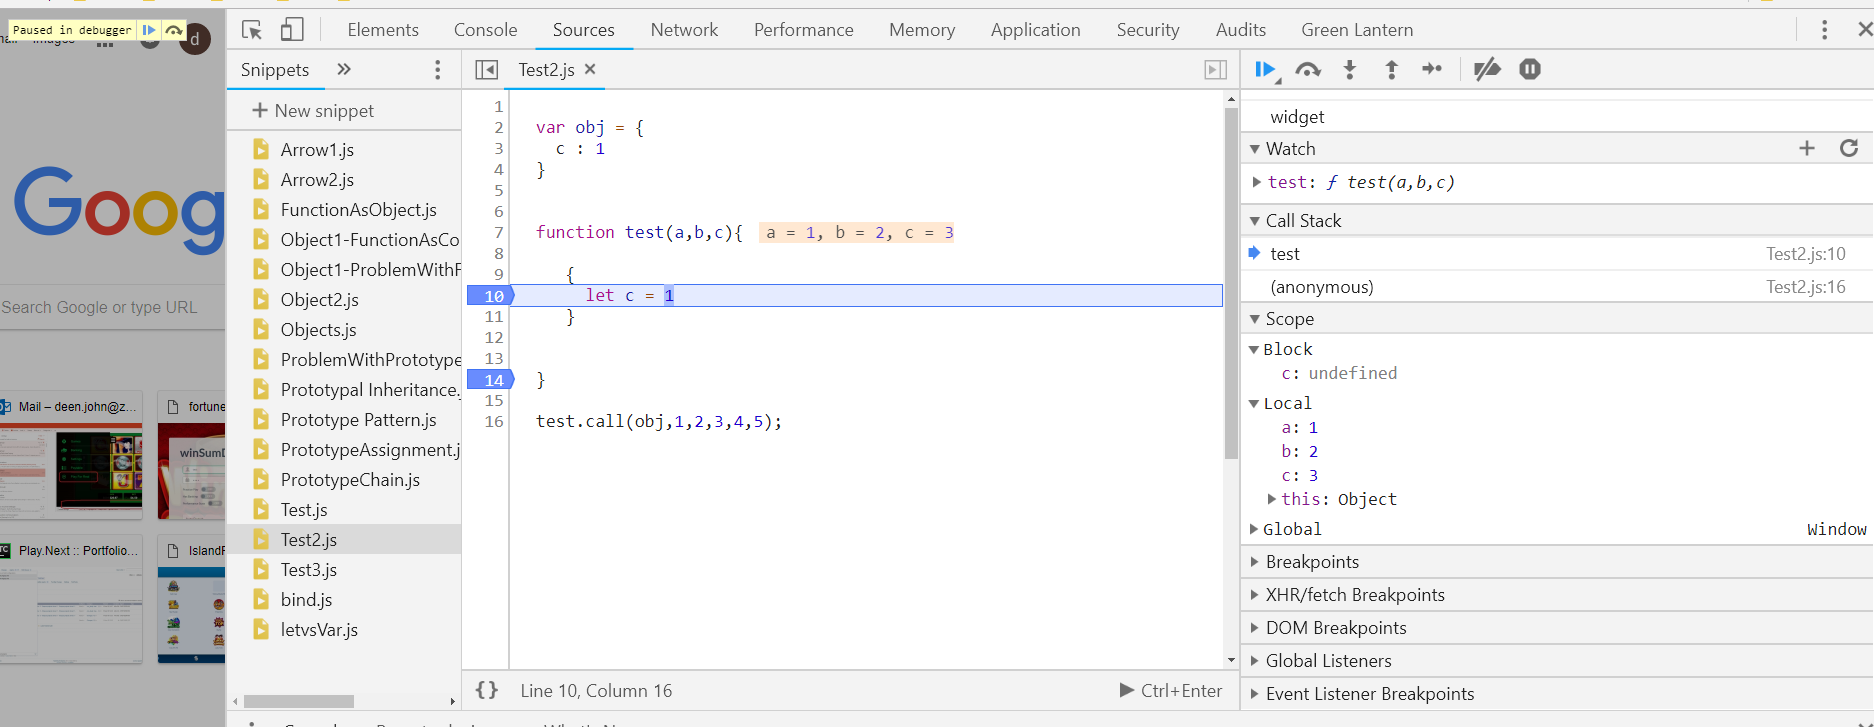 Paused in debugger
Images
d
Elements Console Sources Network Performance Memory Application Security Audits Green Lantern
Snippets
Test2.js
New snippet
1
2 var obj = {
3 c : 1
4 }
5
6
7 function test(a,b,c){ a = 1, b = 2, c = 3
8
9 {
10 let c = 1
11 }
12
13
14 }
15
16 test.call(obj,1,2,3,4,5);
Arrow1.js
Arrow2.js
FunctionAsObject.js
Object1-FunctionAsCo
Object1-ProblemWithF
Object2.js
Objects.js
ProblemWithPrototype
Prototypal Inheritance.
Prototype Pattern.js
PrototypeAssignment.j
PrototypeChain.js
Test.js
Test2.js
Test3.js
bind.js
letvsVar.js
Goog
Search Google or type URL
Mail – deen.john@z...
fortune
winSumD
Play.Next :: Portfolio...
IslandF
{} Line 10, Column 16
Ctrl+Enter
widget
Watch
test: ƒ test(a,b,c)
Call Stack
test Test2.js:10
(anonymous) Test2.js:16
Scope
Block
c: undefined
Local
a: 1
b: 2
c: 3
this: Object
Global Window
Breakpoints
XHR/fetch Breakpoints
DOM Breakpoints
Global Listeners
Event Listener Breakpoints